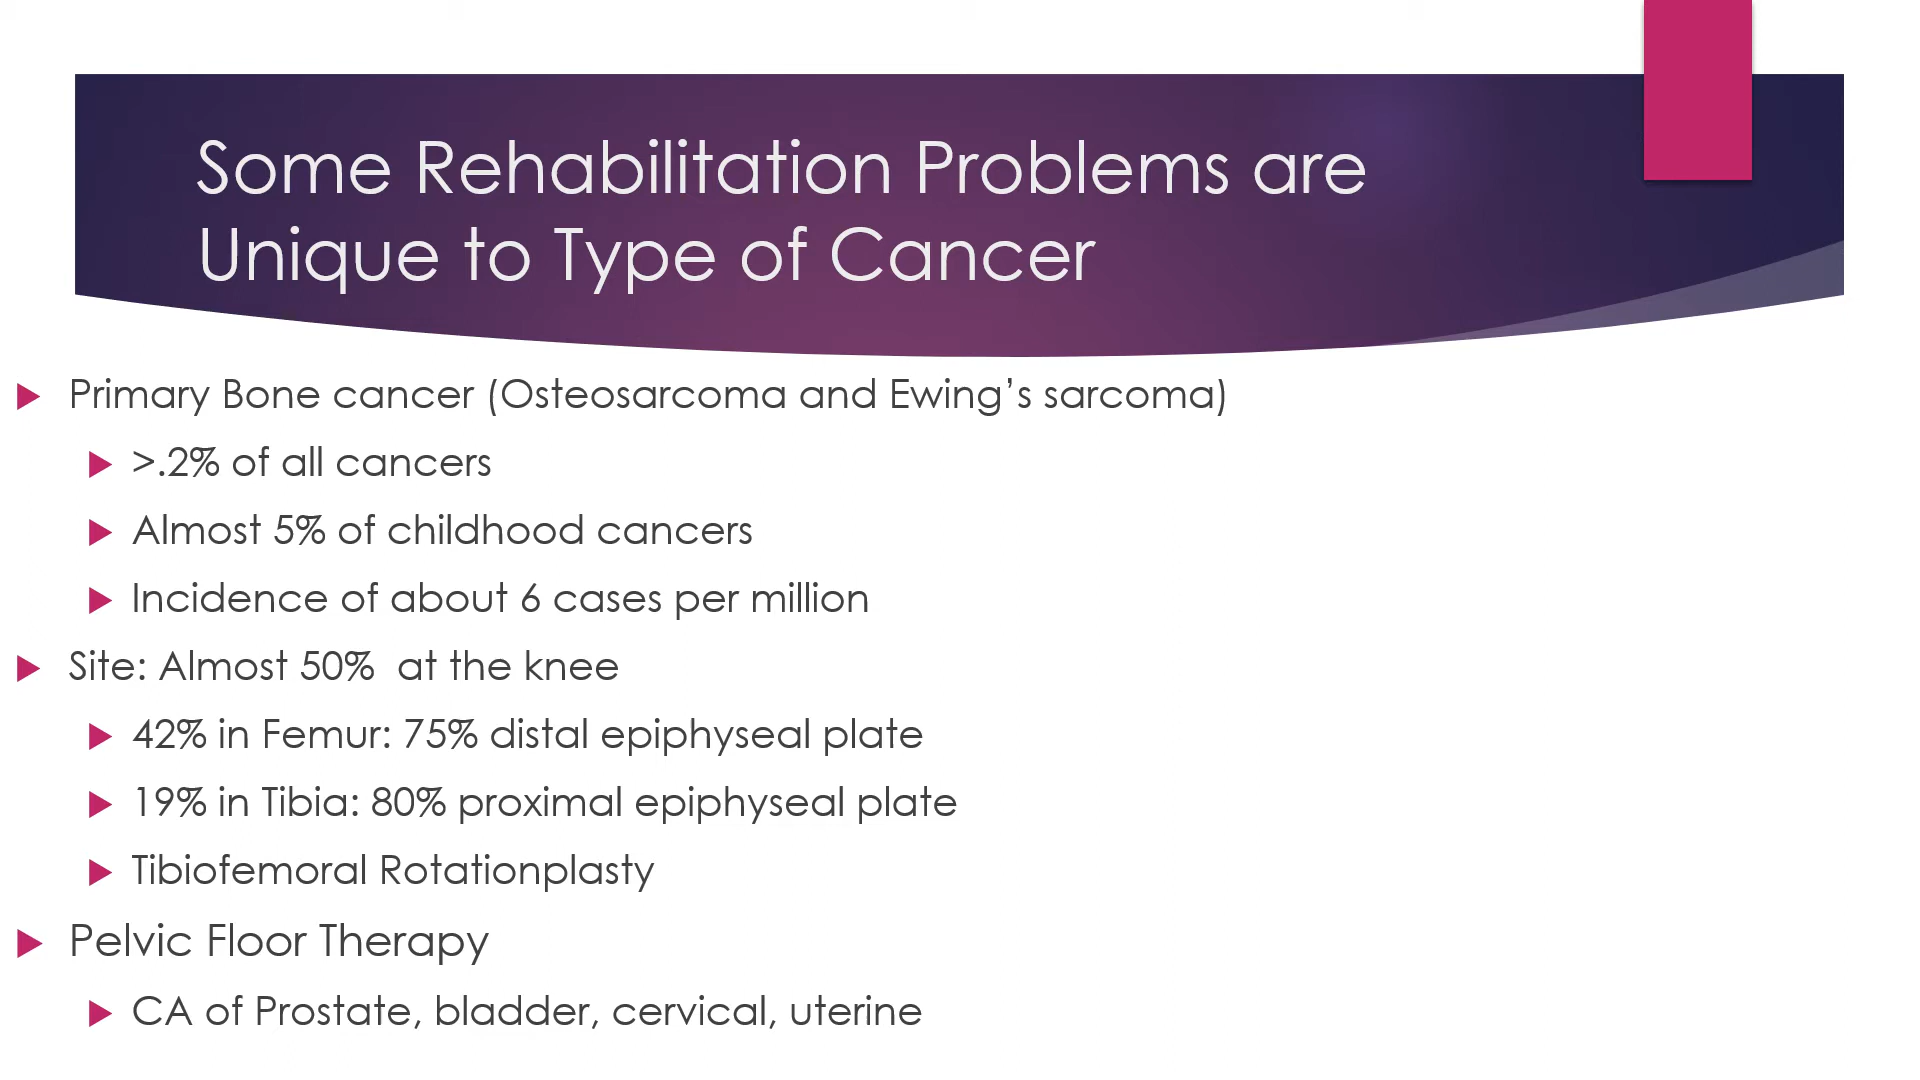 Some Rehabilitation Problems are
Unique to Type of Cancer
Primary Bone cancer (Osteosarcoma and Ewing’s sarcoma)
>.2% of all cancers
Almost 5% of childhood cancers
Incidence of about 6 cases per million
Site: Almost 50%  at the knee
42% in Femur: 75% distal epiphyseal plate
19% in Tibia: 80% proximal epiphyseal plate
Tibiofemoral Rotationplasty
Pelvic Floor Therapy
CA of Prostate, bladder, cervical, uterine